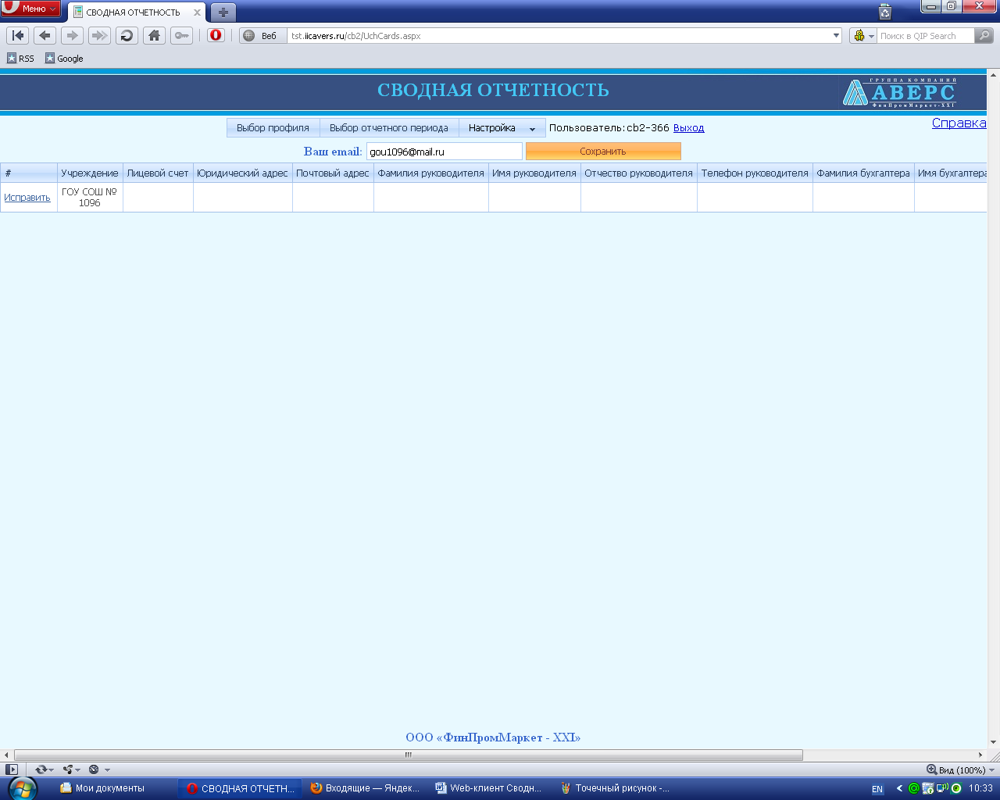 Меню
СВОДНАЯ ОТЧЕТНОСТЬ
Веб
tst.iicavers.ru/cb2/UchCards.aspx
Поиск в QIP Search
RSS
Google
СВОДНАЯ ОТЧЕТНОСТЬ
ГРУППА КОМПАНИЙ
АВЕРС
ФинПромМаркет-XXI
Выбор профиля
Выбор отчетного периода
Настройка
Пользователь:cb2-366 Выход
Справка
Ваш email: gou1096@mail.ru Сохранить
# Учреждение Лицевой счет Юридический адрес Почтовый адрес Фамилия руководителя Имя руководителя Отчество руководителя Телефон руководителя Фамилия бухгалтера Имя бухгалтера
Исправить ГОУ СОШ №
1096
ООО «ФинПромМаркет - XXI»
Вид (100%)
Мои документы
СВОДНАЯ ОТЧЕТН...
Входящие — Яндек...
Web-клиент Сводн...
Точечный рисунок -...
EN
10:33